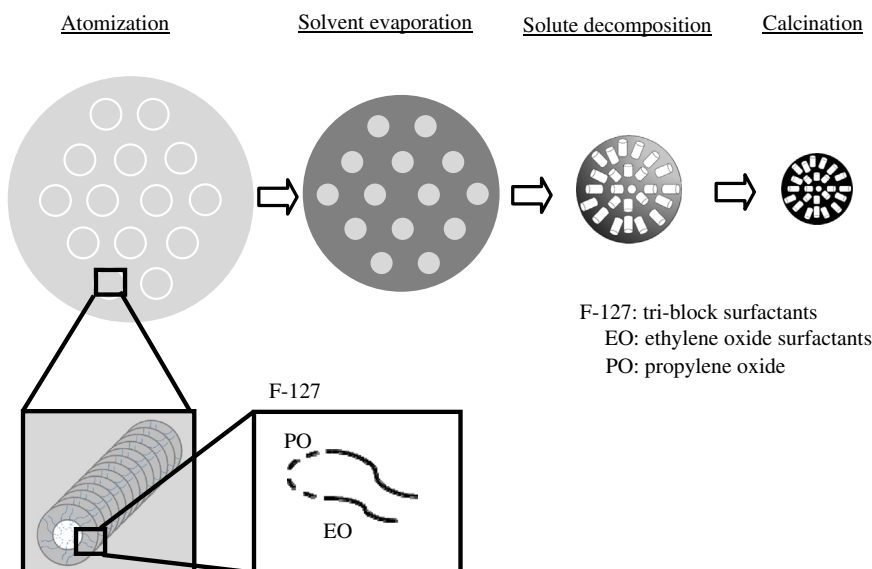 Atomization
Solvent evaporation
Solute decomposition
Calcination
F-127: tri-block surfactants
EO: ethylene oxide surfactants
PO: propylene oxide
F-127
PO
EO